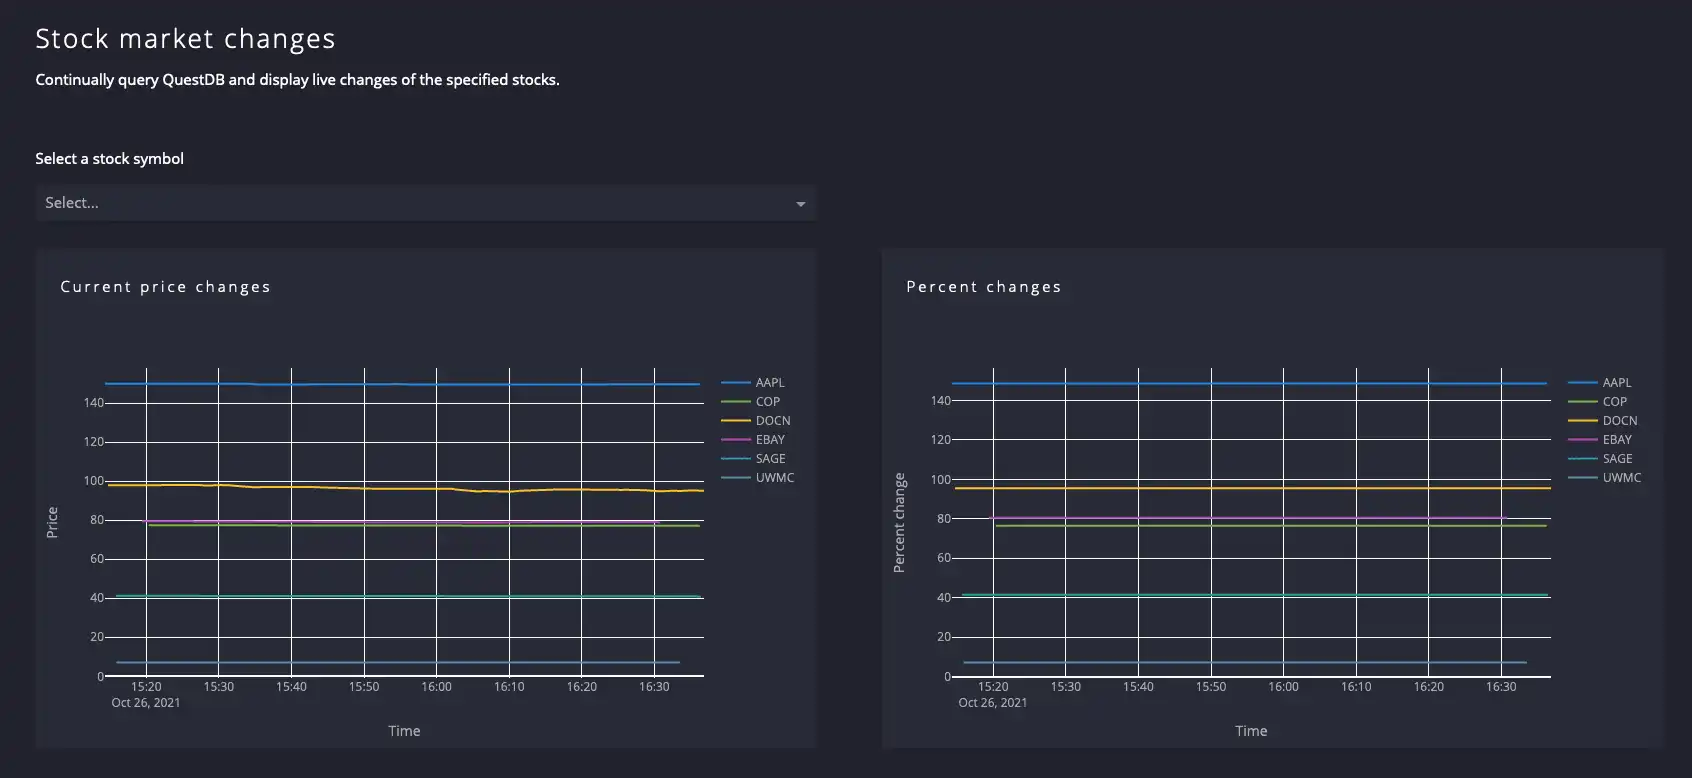 Stock market changes
Continually query QuestDB and display live changes of the specified stocks.
Select a stock symbol
Select...
Current price changes
140
120
100
80
60
40
20
0
Price
15:20 15:30 15:40 15:50 16:00 16:10 16:20 16:30
Oct 26, 2021
Time
AAPL
COP
DOCN
EBAY
SAGE
UWMC
Percent changes
140
120
100
80
60
40
20
0
Percent change
15:20 15:30 15:40 15:50 16:00 16:10 16:20 16:30
Oct 26, 2021
Time
AAPL
COP
DOCN
EBAY
SAGE
UWMC